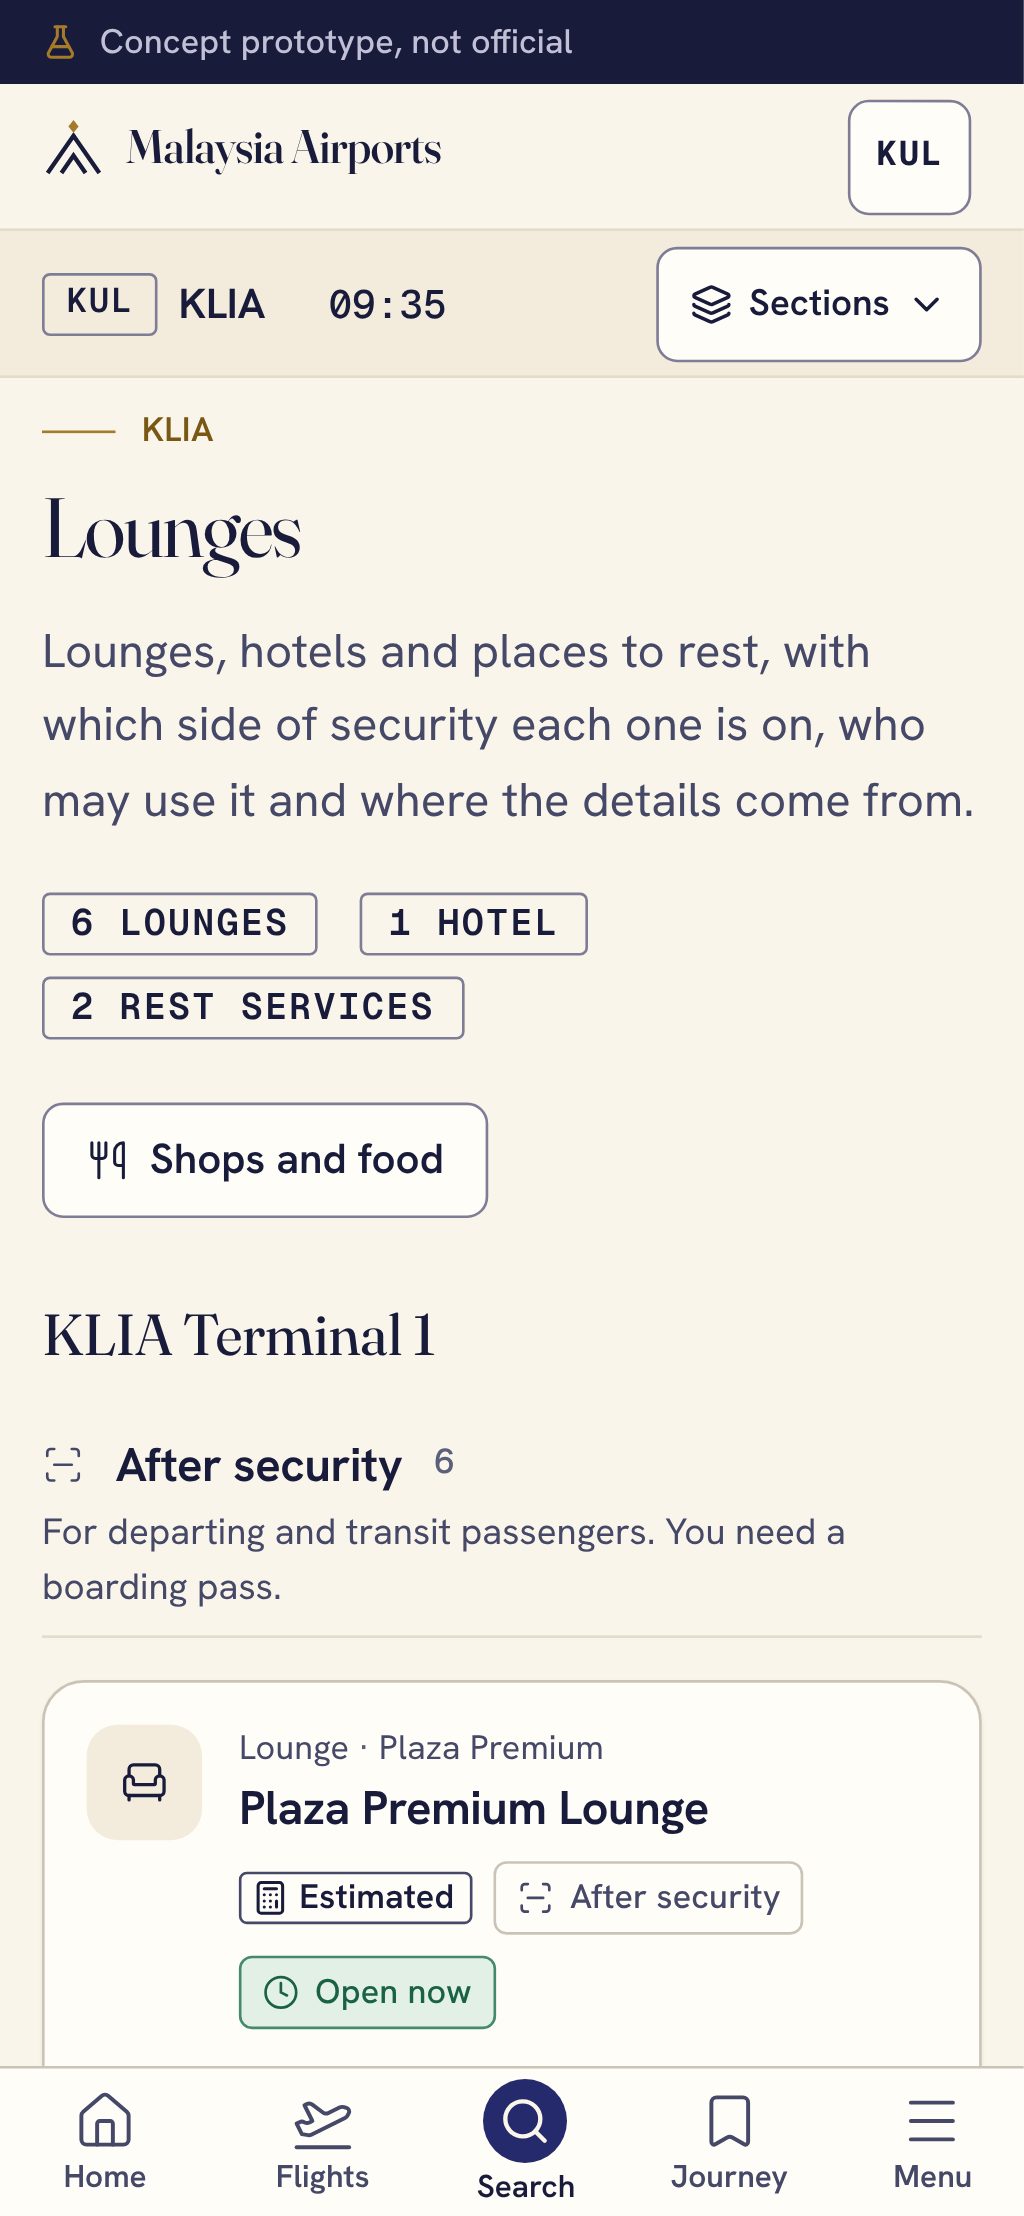 Concept prototype, not official
Malaysia Airports
KUL
KUL KLIA 09:35 Sections
KLIA
Lounges
Lounges, hotels and places to rest, with
which side of security each one is on, who
may use it and where the details come from.
6 LOUNGES 1 HOTEL
2 REST SERVICES
Shops and food
KLIA Terminal 1
After security 6
For departing and transit passengers. You need a
boarding pass.
Lounge · Plaza Premium
Plaza Premium Lounge
Estimated After security
Open now
Home Flights Search Journey Menu